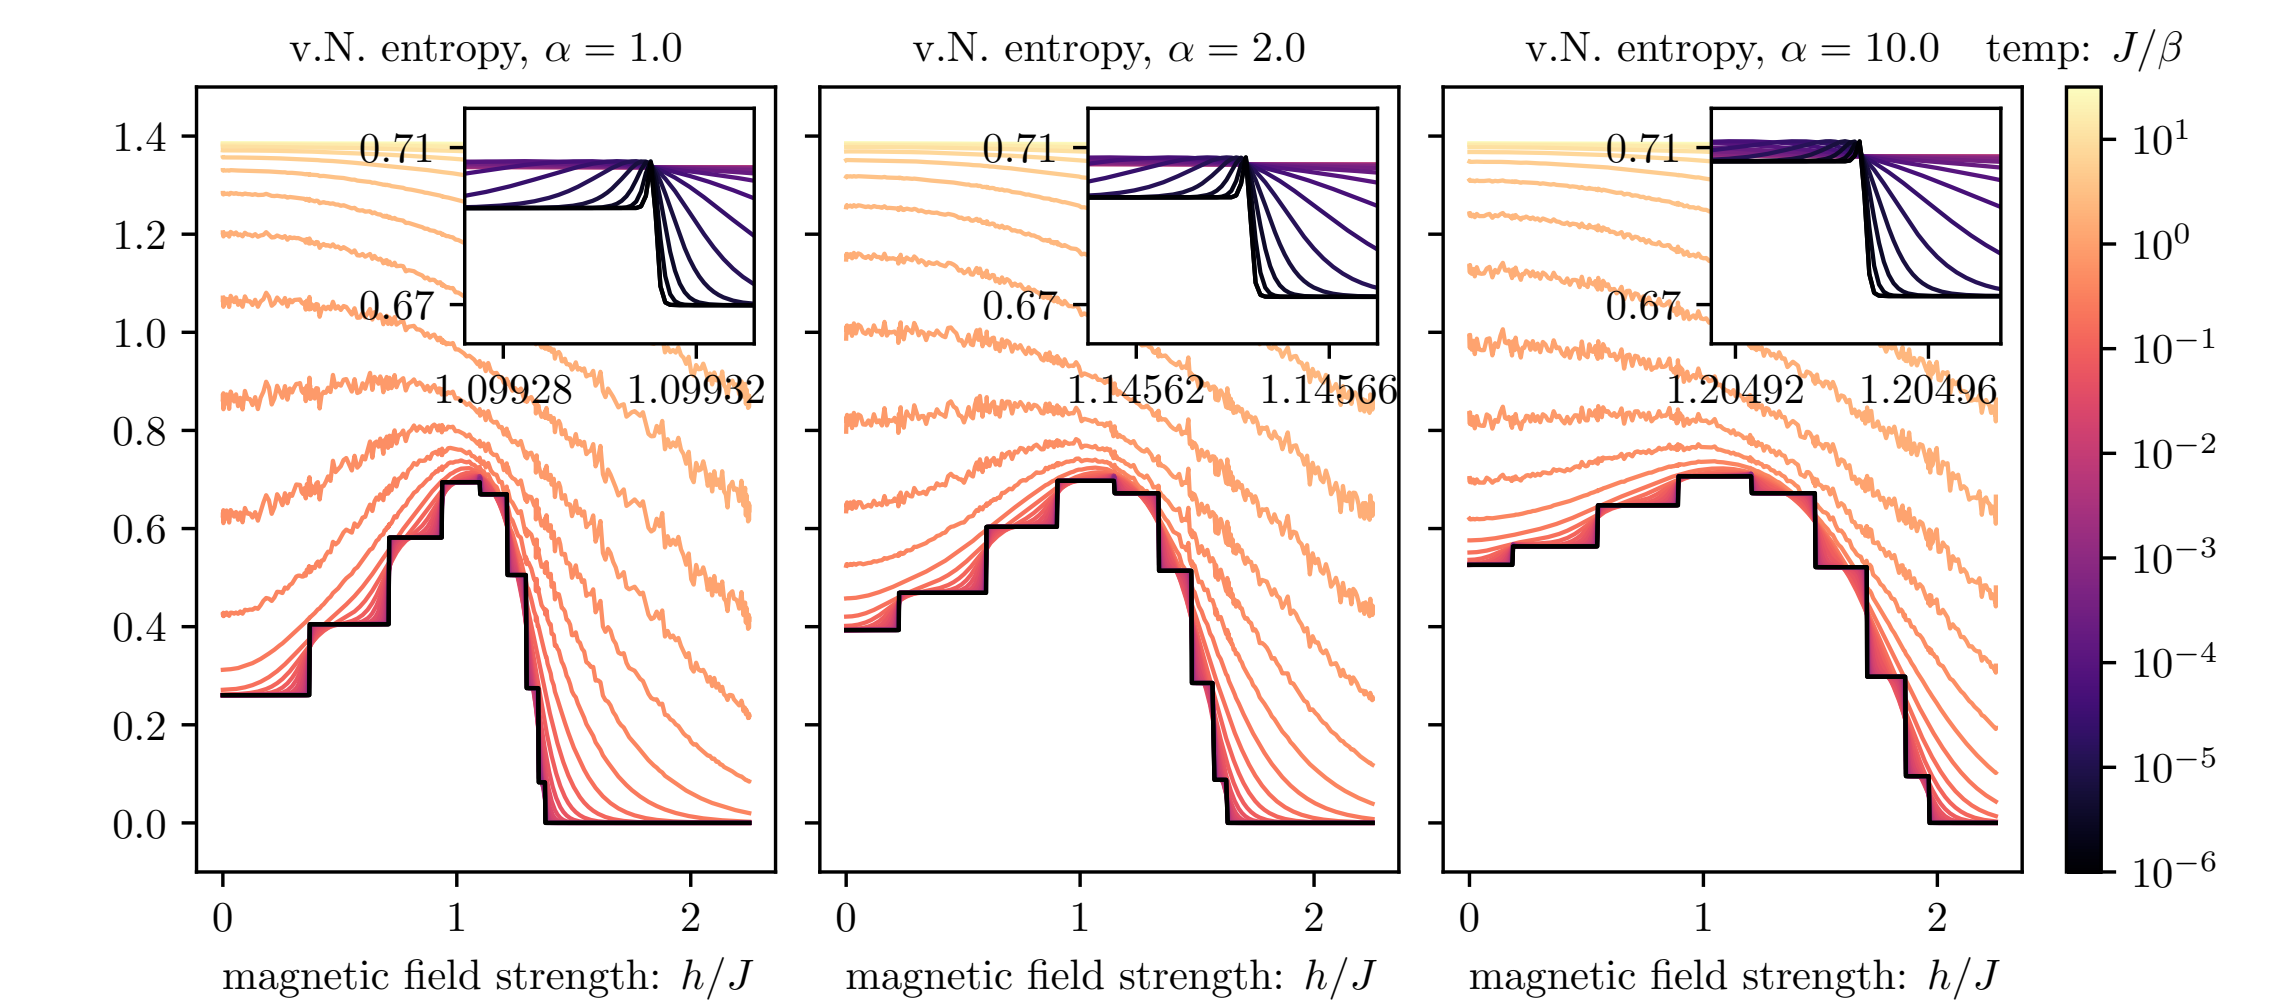 v.N. entropy, α = 1.0
v.N. entropy, α = 2.0
v.N. entropy, α = 10.0
temp: J/β
1.4
1.2
1.0
0.8
0.6
0.4
0.2
0.0
0.71
0.67
1.09928
1.09932
0.71
0.67
1.14562
1.14566
0.71
0.67
1.20492
1.20496
10¹
10⁰
10⁻¹
10⁻²
10⁻³
10⁻⁴
10⁻⁵
10⁻⁶
0 1 2
0 1 2
0 1 2
magnetic field strength: h/J
magnetic field strength: h/J
magnetic field strength: h/J